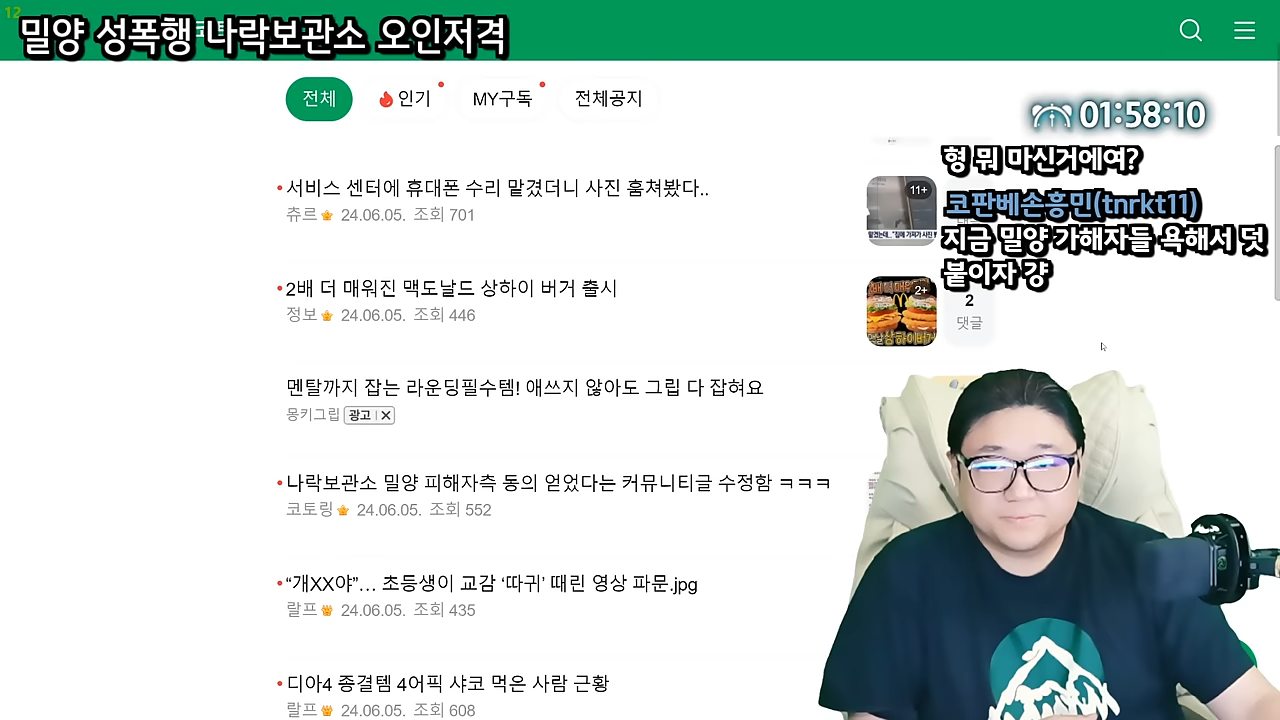 12
밀양 성폭행 나락보관소 오인저격
전체
인기
MY구독
전체공지
01:58:10
형 뭐 마신거에여?
코판베손흥민(tnrkt11)
지금 밀양 가해자들 욕해서 덧
붙이자 걍
서비스 센터에 휴대폰 수리 맡겼더니 사진 훔쳐봤다..
츄르 24.06.05. 조회 701
11+
2배 더 매워진 맥도날드 상하이 버거 출시
정보 24.06.05. 조회 446
2+
2
댓글
멘탈까지 잡는 라운딩필수템! 애쓰지 않아도 그립 다 잡혀요
몽키그립 광고 X
나락보관소 밀양 피해자측 동의 얻었다는 커뮤니티글 수정함 ㅋㅋㅋ
코토링 24.06.05. 조회 552
“개XX야”... 초등생이 교감 ‘따귀’ 때린 영상 파문.jpg
랄프 24.06.05. 조회 435
디아4 종결템 4어픽 샤코 먹은 사람 근황
랄프 24.06.05. 조회 608